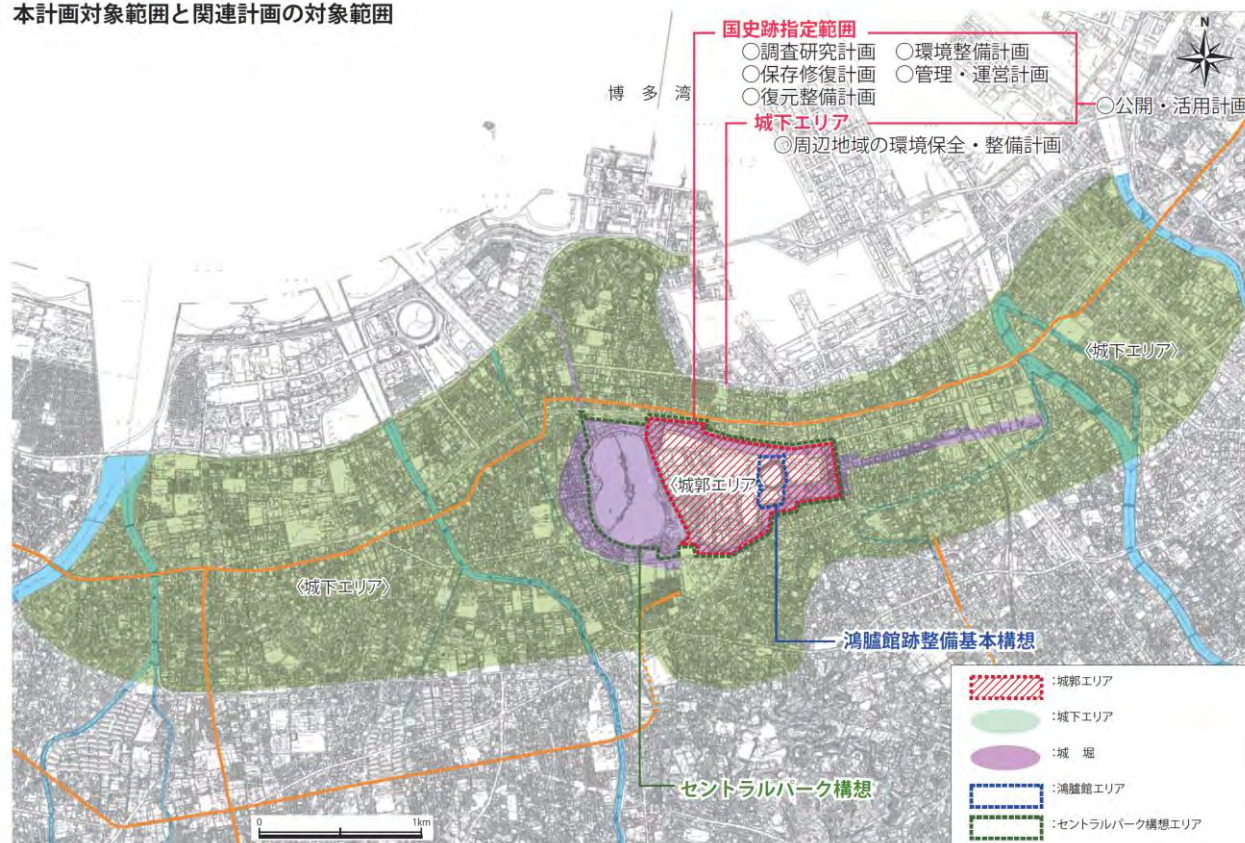 本計画対象範囲と関連計画の対象範囲
N
国史跡指定範囲
○調査研究計画 ○環境整備計画
○保存修復計画 ○管理・運営計画
○復元整備計画
○公開・活用計画
城下エリア
○周辺地域の環境保全・整備計画
博多湾
〈城下エリア〉
〈城郭エリア〉
〈城下エリア〉
鴻臚館跡整備基本構想
セントラルパーク構想
:城郭エリア
:城下エリア
:城 堀
:鴻臚館エリア
:セントラルパーク構想エリア
0 1km